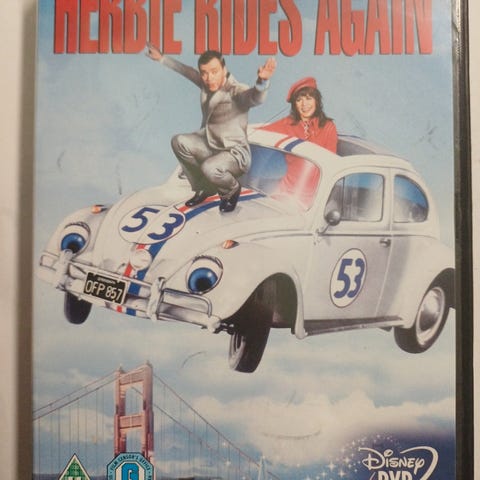 HERBIE RIDES AGAIN
53
53
OFP 857
U
Disney
DVD